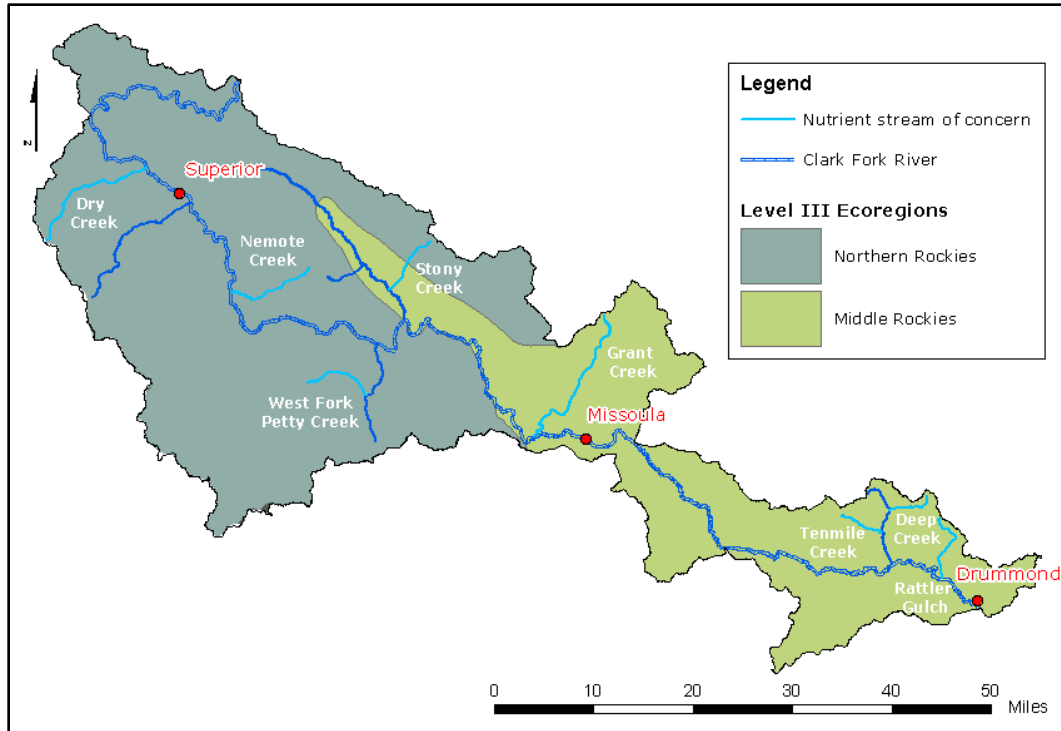 Legend
Nutrient stream of concern
Clark Fork River
Level III Ecoregions
Northern Rockies
Middle Rockies
N
Superior
Dry
Creek
Nemote
Creek
Stony
Creek
West Fork
Petty Creek
Grant
Creek
Missoula
Tenmile
Creek
Deep
Creek
Rattler
Gulch
Drummond
0 10 20 30 40 50
Miles